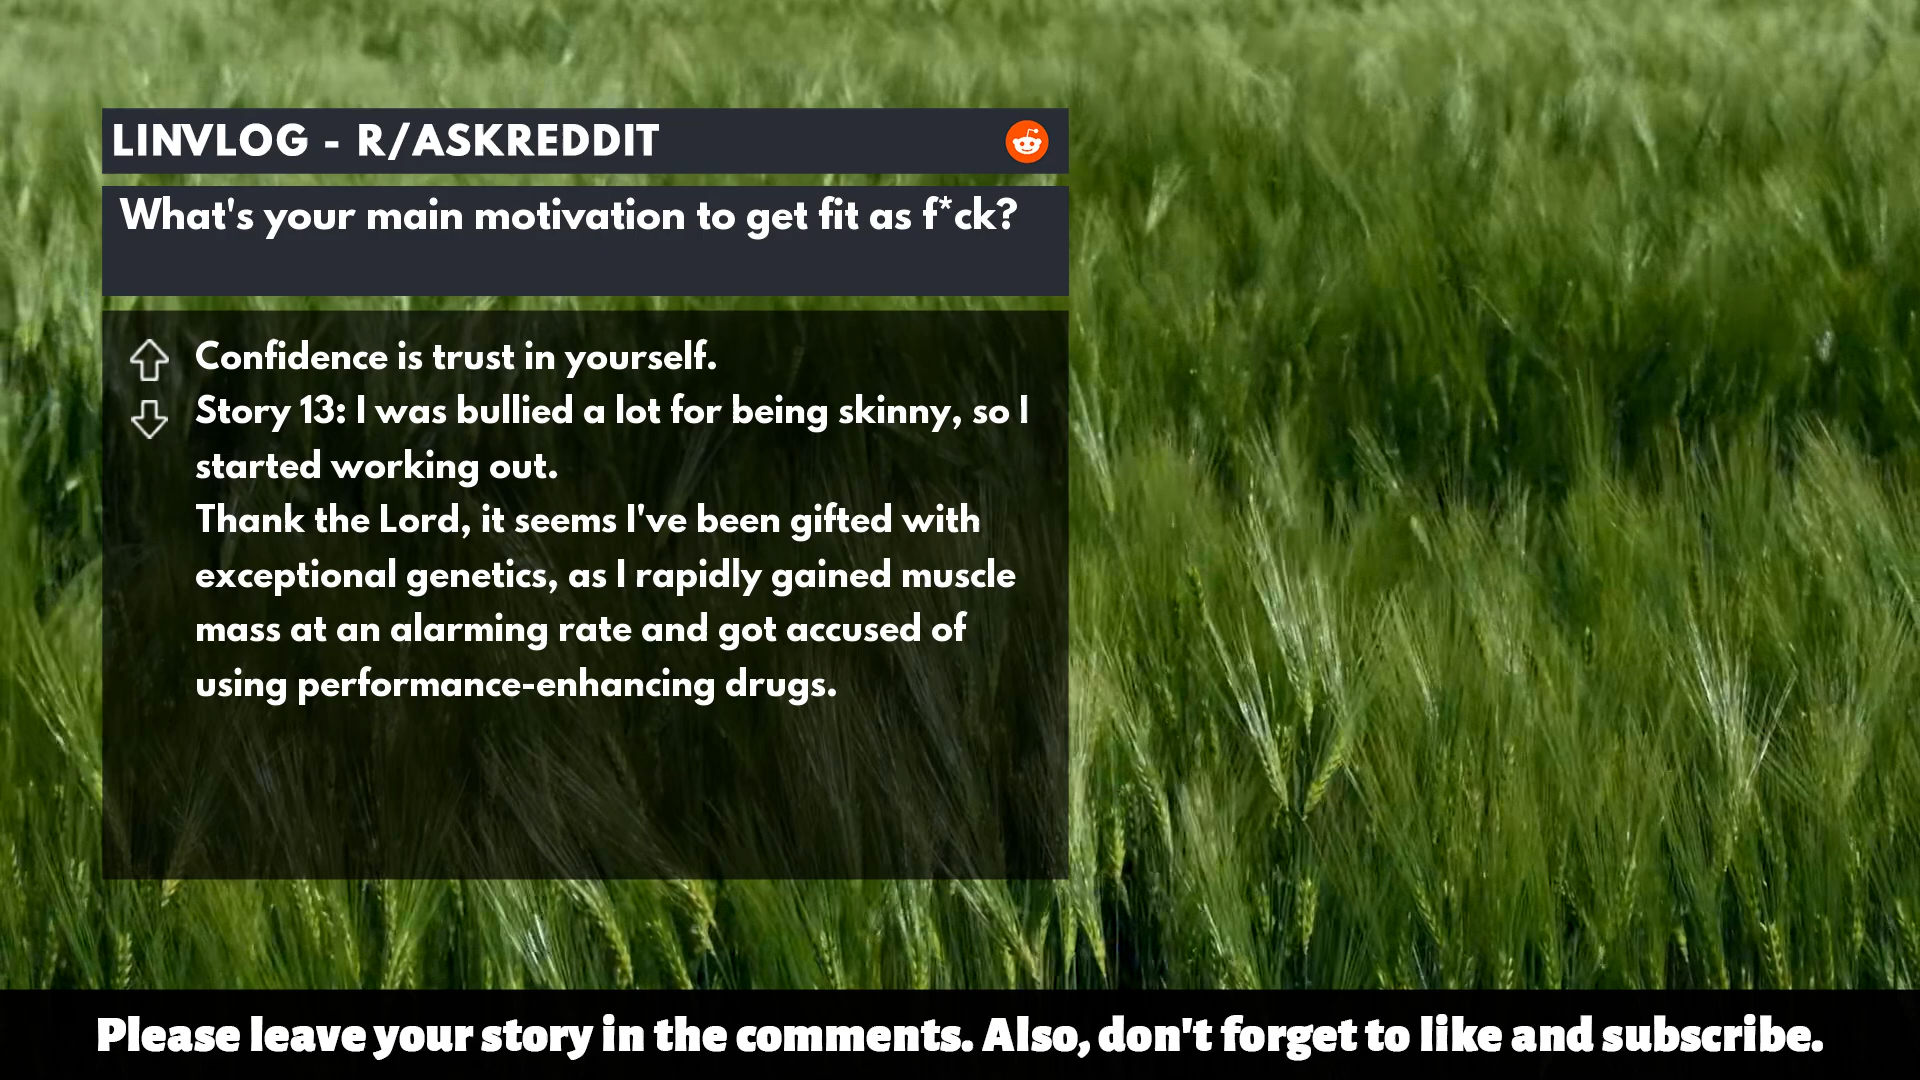 LINVLOG - R/ASKREDDIT
What's your main motivation to get fit as f*ck?
Confidence is trust in yourself.
Story 13: I was bullied a lot for being skinny, so I
started working out.
Thank the Lord, it seems I've been gifted with
exceptional genetics, as I rapidly gained muscle
mass at an alarming rate and got accused of
using performance-enhancing drugs.
Please leave your story in the comments. Also, don't forget to like and subscribe.